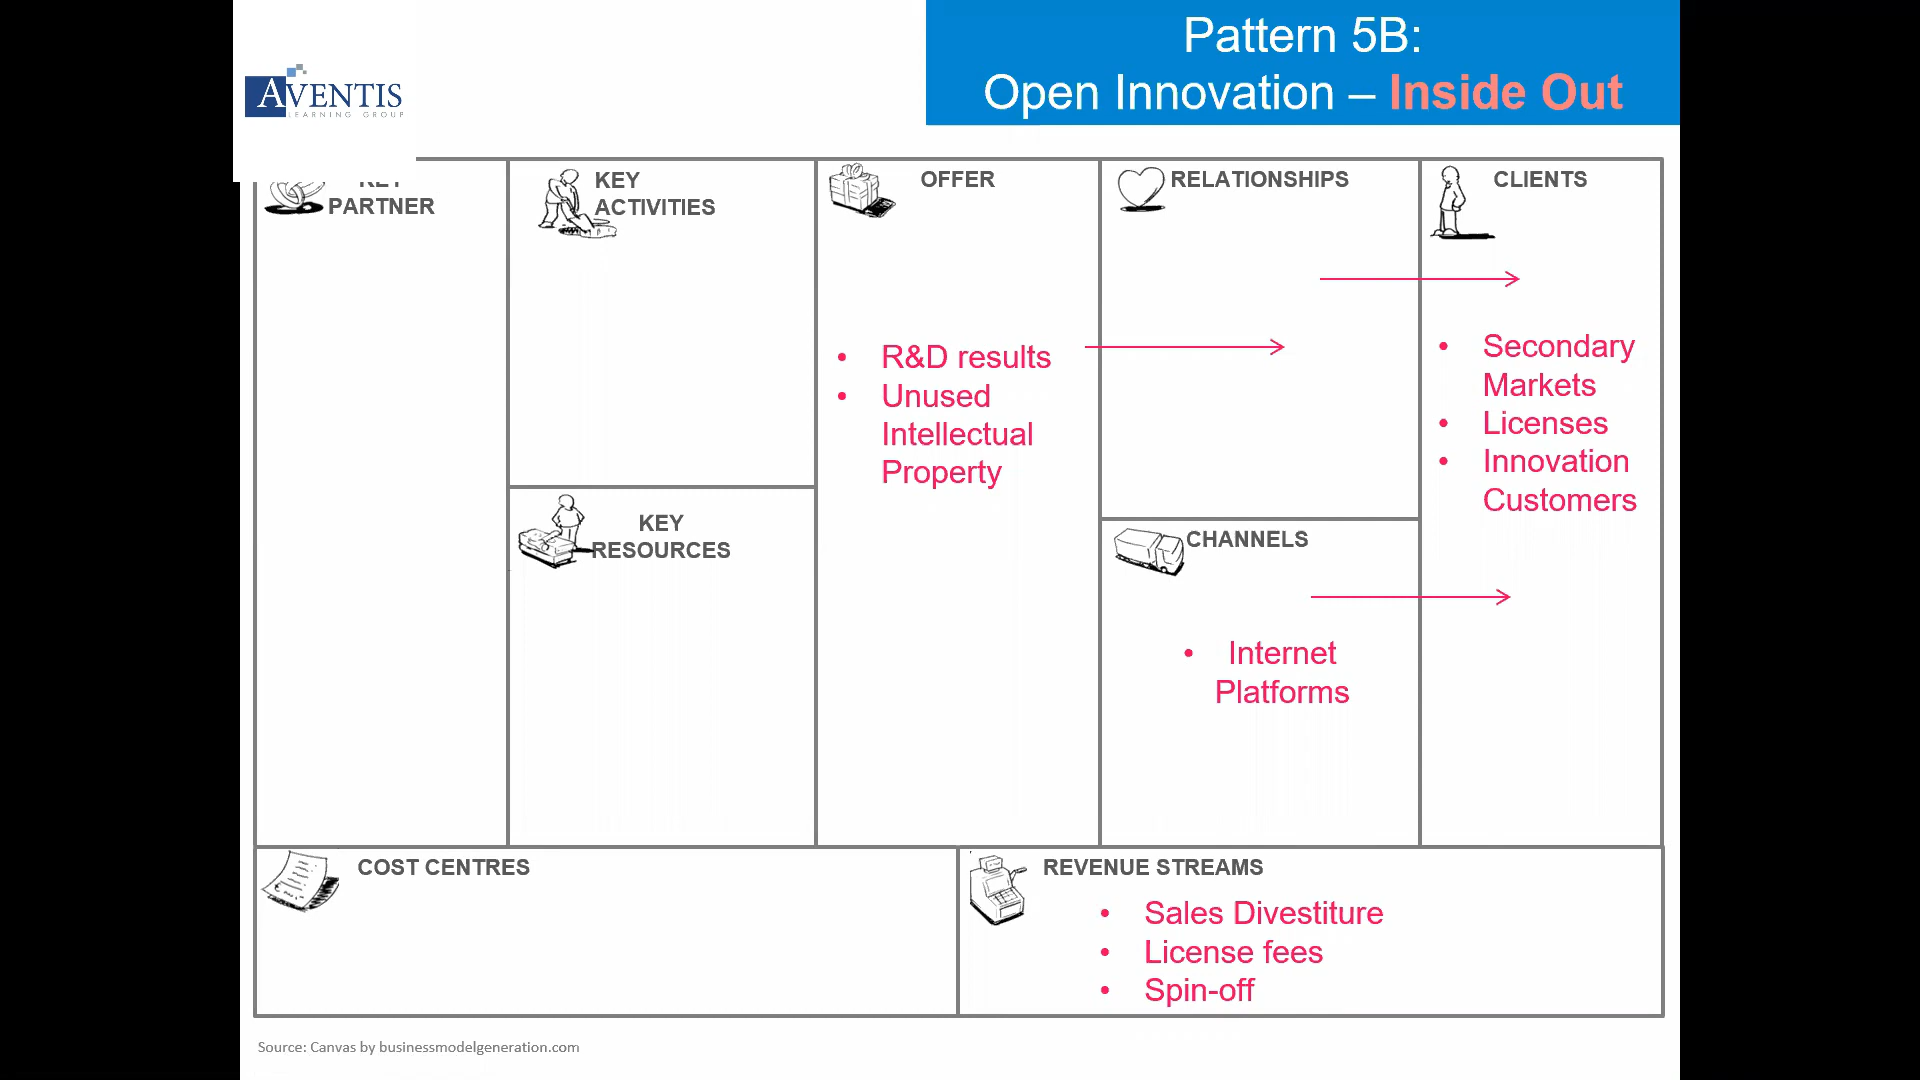 Pattern 5B:
Open Innovation – Inside Out
AVENTIS
LEARNING GROUP
KEY
PARTNER
KEY
ACTIVITIES
KEY
RESOURCES
OFFER
• R&D results
• Unused
Intellectual
Property
RELATIONSHIPS
CHANNELS
• Internet
Platforms
CLIENTS
• Secondary
Markets
• Licenses
• Innovation
Customers
COST CENTRES
REVENUE STREAMS
• Sales Divestiture
• License fees
• Spin-off
Source: Canvas by businessmodelgeneration.com